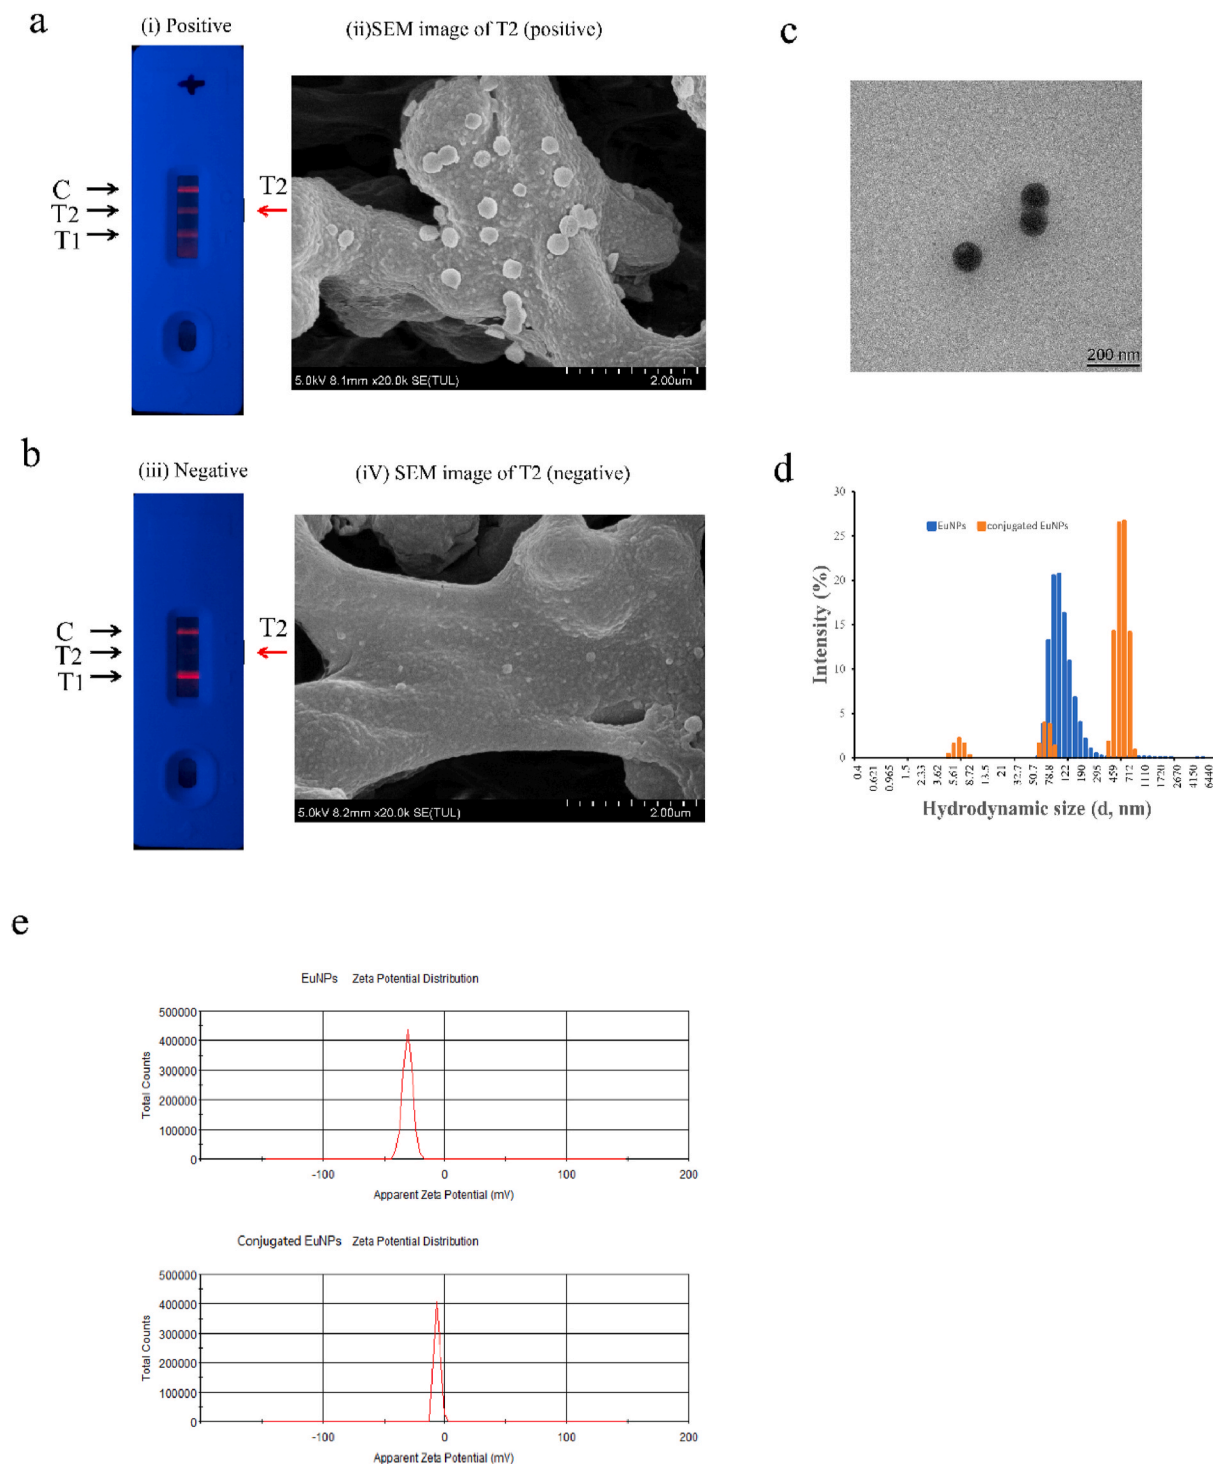 a
(i) Positive
(ii)SEM image of T2 (positive)
C
T2
T1
T2
5.0kV 8.1mm x20.0k SE(TUL)
2.00um
b
(iii) Negative
(iV) SEM image of T2 (negative)
C
T2
T1
T2
5.0kV 8.2mm x20.0k SE(TUL)
2.00um
c
200 nm
d
30
25
20
15
10
5
0
Intensity (%)
EuNPs
conjugated EuNPs
0.4 0.621 0.965 1.5 2.33 3.62 5.61 8.72 13.5 21 32.7 50.7 78.8 122 190 295 459 712 1110 1720 2670 4150 6440
Hydrodynamic size (d, nm)
e
EuNPs Zeta Potential Distribution
500000
400000
300000
200000
100000
0
Total Counts
-100 0 100 200
Apparent Zeta Potential (mV)
Conjugated EuNPs Zeta Potential Distribution
500000
400000
300000
200000
100000
0
Total Counts
-100 0 100 200
Apparent Zeta Potential (mV)